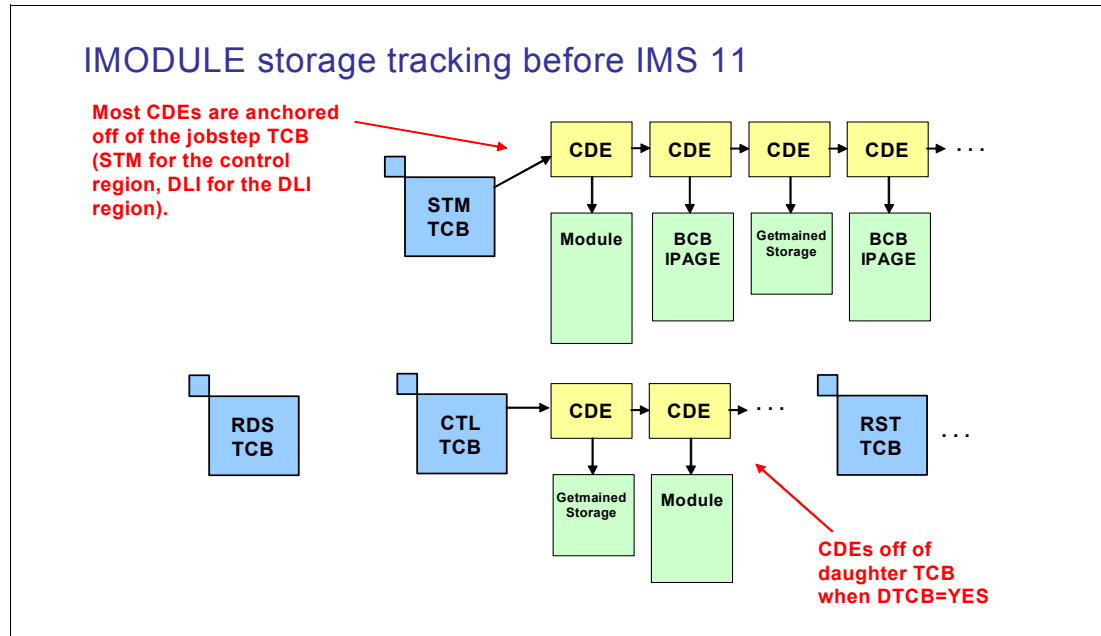 IMODULE storage tracking before IMS 11
Most CDEs are anchored
off of the jobstep TCB
(STM for the control
region, DLI for the DLI
region).
STM
TCB
CDE
CDE
CDE
CDE
. . .
Module
BCB
IPAGE
Getmained
Storage
BCB
IPAGE
RDS
TCB
CTL
TCB
CDE
CDE
. . .
RST
TCB
. . .
Getmained
Storage
Module
CDEs off of
daughter TCB
when DTCB=YES